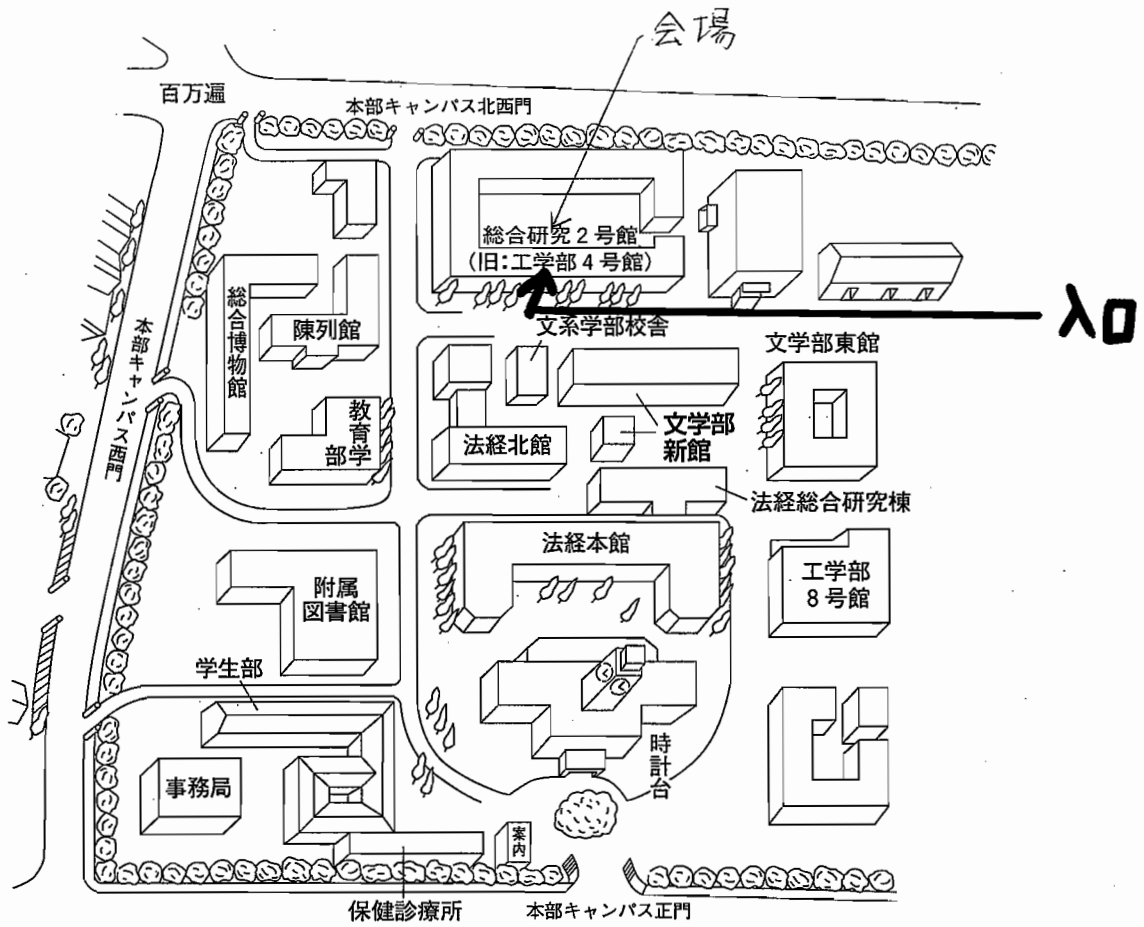 会場
百万遍
本部キャンパス北西門
総合研究2号館
(旧:工学部4号館)
入口
文系学部校舎
総合博物館
陳列館
文学部東館
本部キャンパス西門
教育
部学
法経北館
文学部
新館
法経総合研究棟
法経本館
工学部
8号館
附属
図書館
学生部
時計台
事務局
案内
保健診療所
本部キャンパス正門